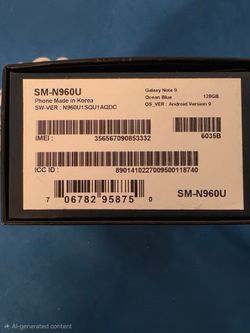 SM-N960U
Phone Made in Korea
SW-VER : N960U1SQU1AQDC
Galaxy Note 9
Ocean Blue 128GB
OS_VER : Android Version 9
IMEI : 356567090853332
6035B
ICC ID : 8901410227009500118740
SM-N960U
7 06782 95875 0
AI-generated content